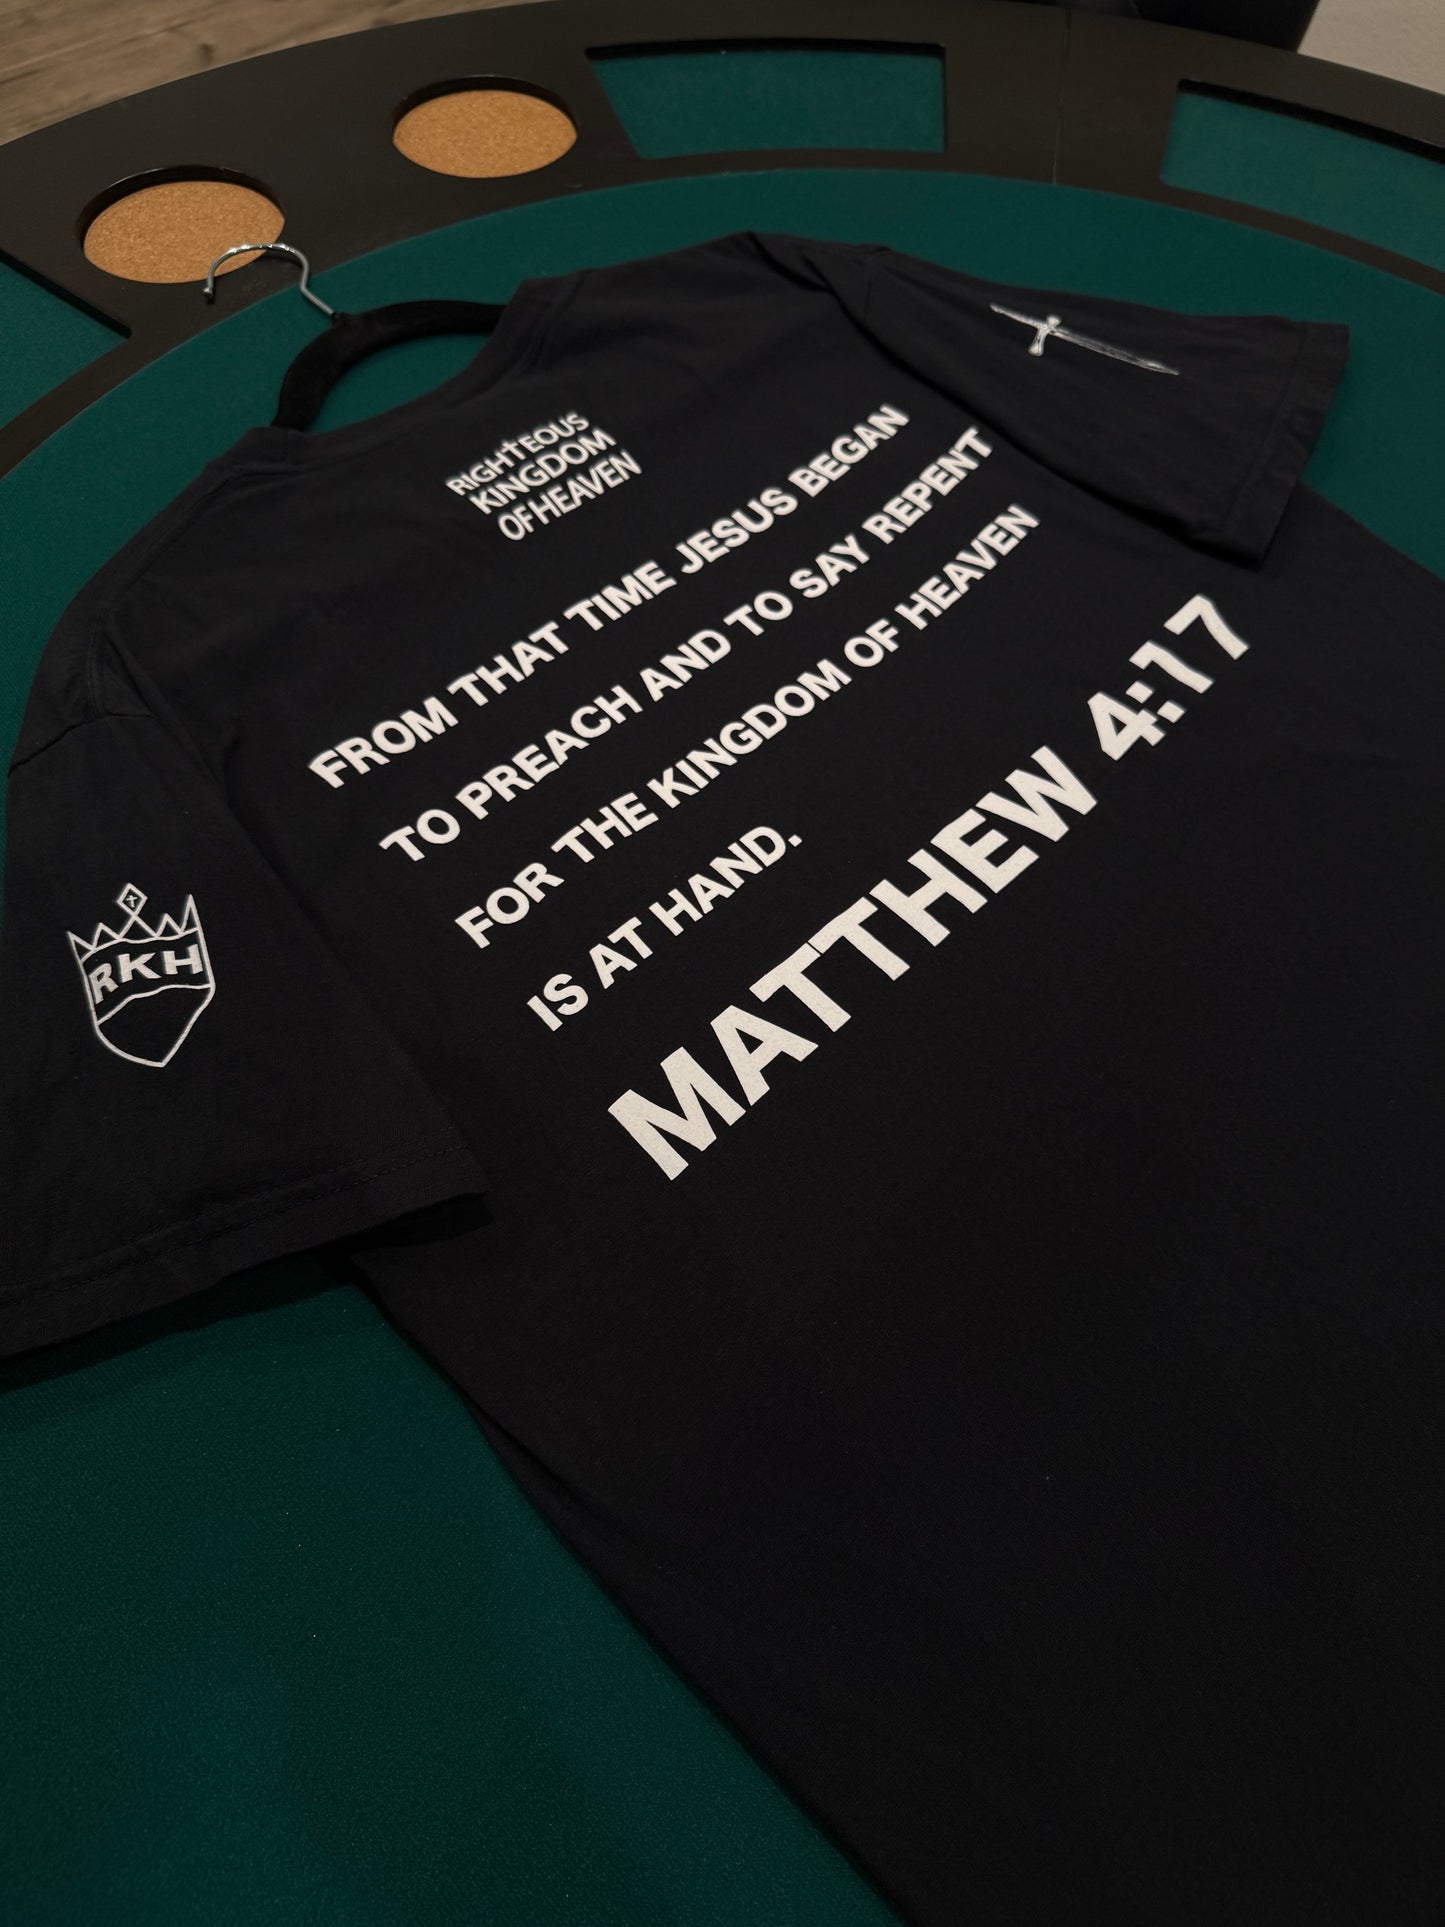 RIGHTEOUS
KINGDOM
OF HEAVEN
FROM THAT TIME JESUS BEGAN
TO PREACH AND TO SAY REPENT
FOR THE KINGDOM OF HEAVEN
IS AT HAND.
MATTHEW 4:17
RKH